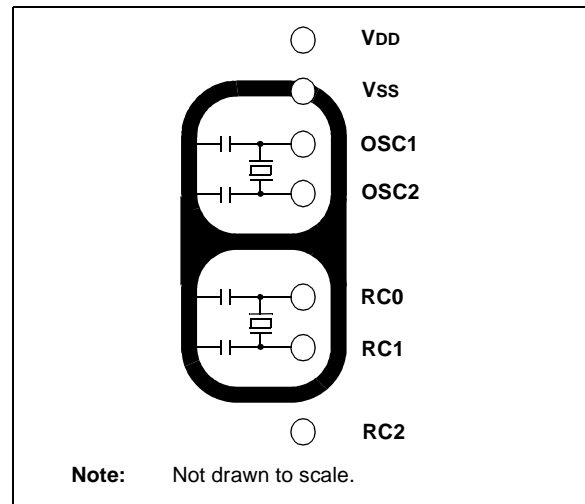 VDD
VSS
OSC1
OSC2
RC0
RC1
RC2
Note: Not drawn to scale.